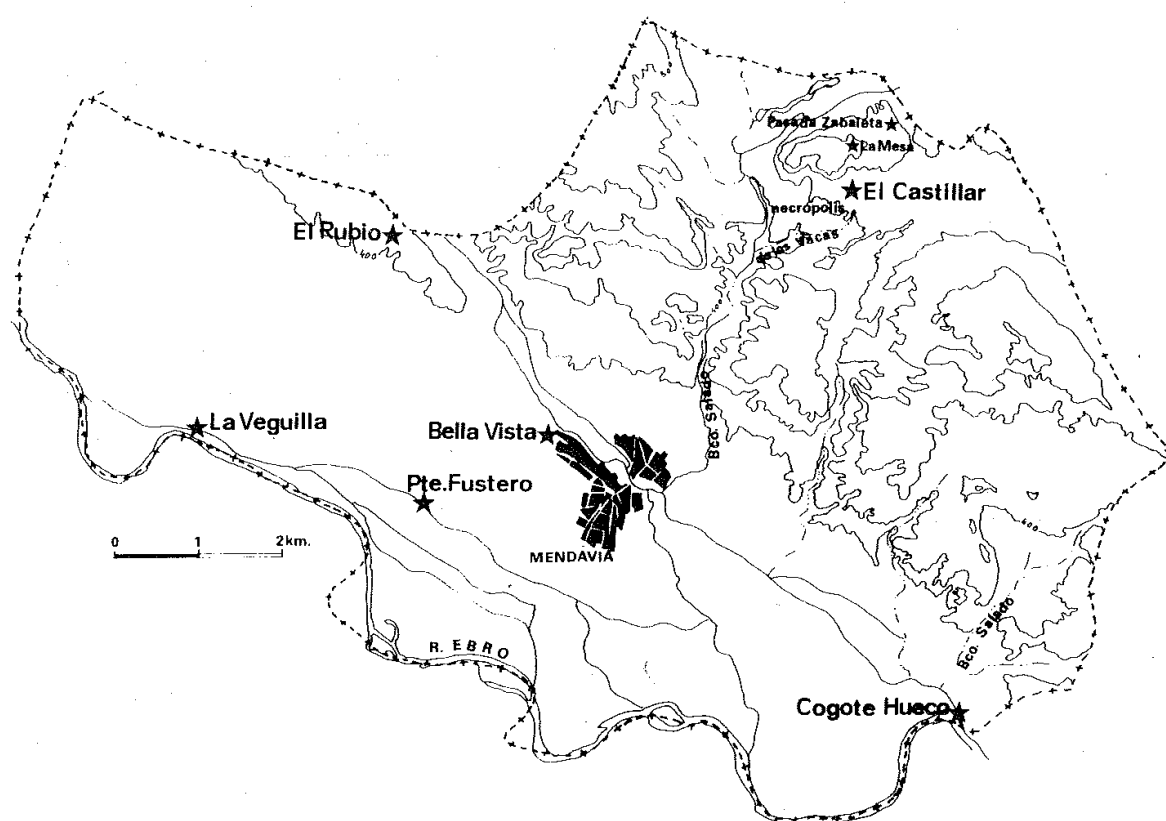 Pasada Zabaleta
La Mesa
El Castillar
necrópolis
de las Vacas
El Rubio
400
Bco. Salado
La Veguilla
Bella Vista
Pte. Fustero
0 1 2 km.
MENDAVIA
400
Bco. Salado
R. EBRO
Cogote Hueco